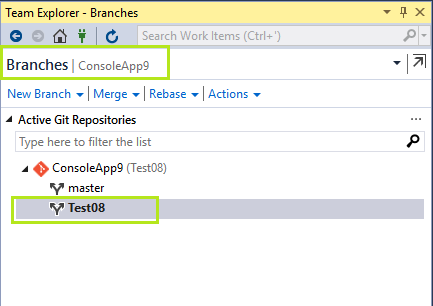 Team Explorer - Branches
Search Work Items (Ctrl+')
Branches | ConsoleApp9
New Branch Merge Rebase Actions
Active Git Repositories
Type here to filter the list
ConsoleApp9 (Test08)
master
Test08